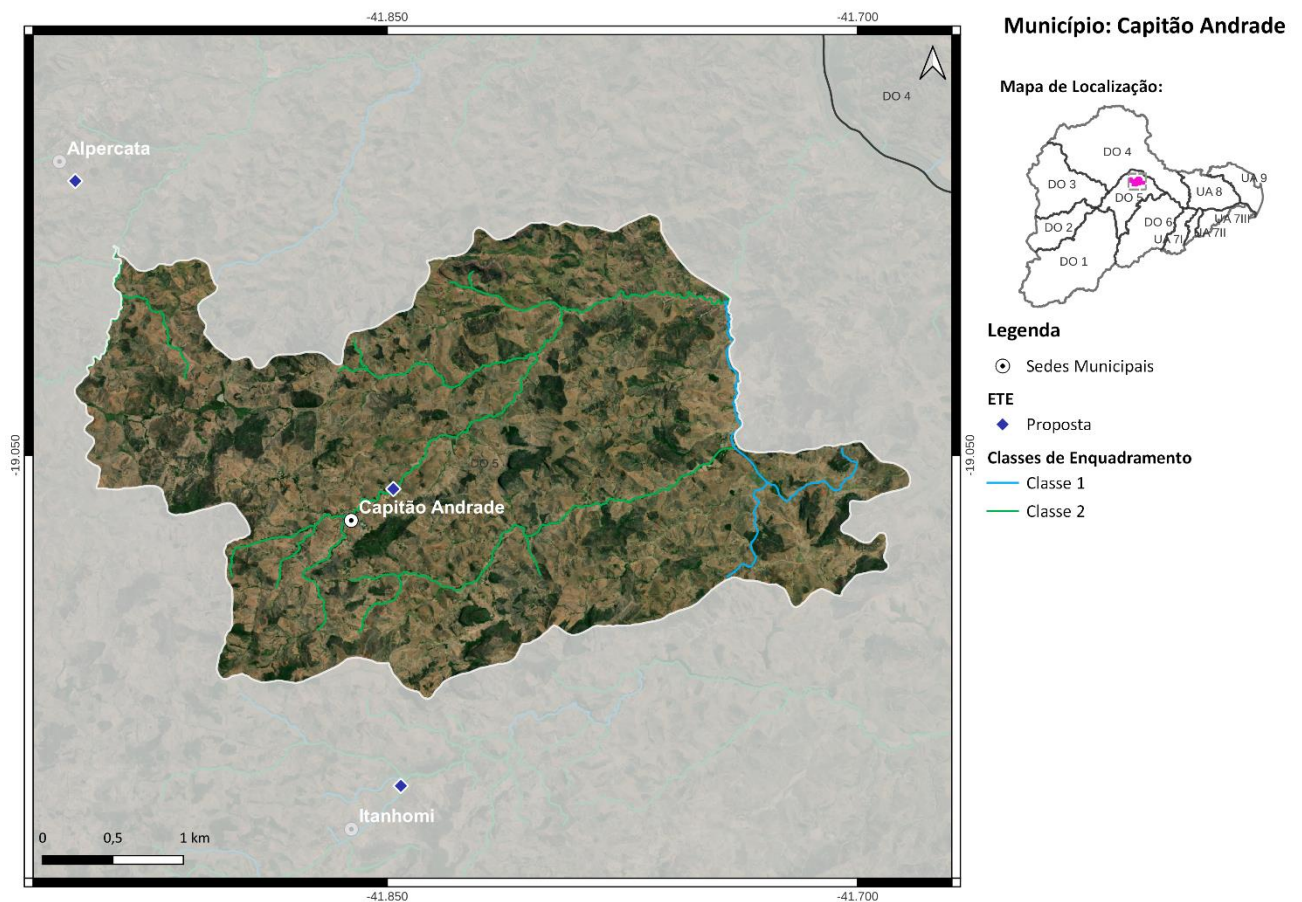 -41.850
-41.700
Município: Capitão Andrade
DO 4
Mapa de Localização:
Alpercata
DO 4
DO 3
UA 9
UA 8
DO 5
DO 6
UA 7III
DO 2
UA 7II
UA 7I
DO 1
Legenda
Sedes Municipais
ETE
Proposta
Classes de Enquadramento
Classe 1
Classe 2
-19.050
-19.050
DO 5
Capitão Andrade
Itanhomi
0 0,5 1 km
-41.850
-41.700